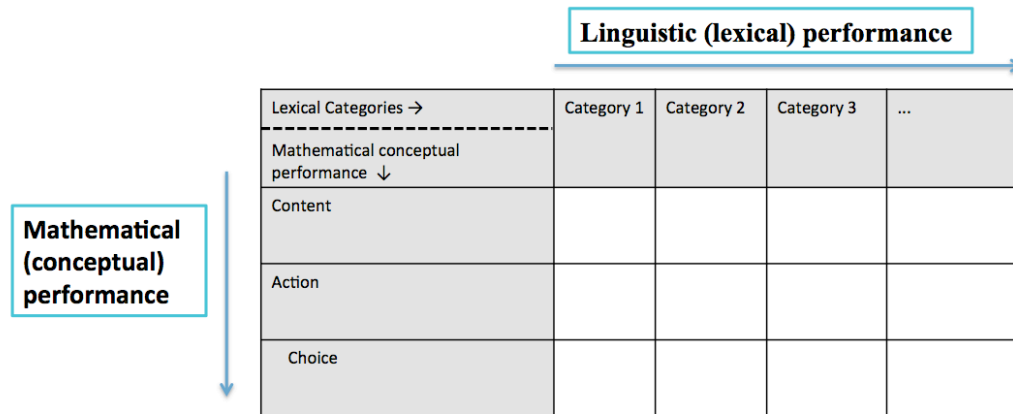 Linguistic (lexical) performance
Lexical Categories →
Category 1
Category 2
Category 3
...
Mathematical conceptual
performance ↓
Content
Action
Choice
Mathematical
(conceptual)
performance